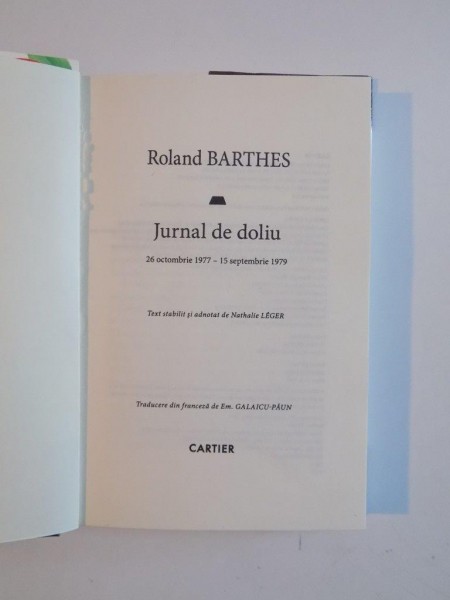 Roland BARTHES
Jurnal de doliu
26 octombrie 1977 – 15 septembrie 1979
Text stabilit și adnotat de Nathalie LÉGER
Traducere din franceză de Em. GALAICU-PĂUN
CARTIER